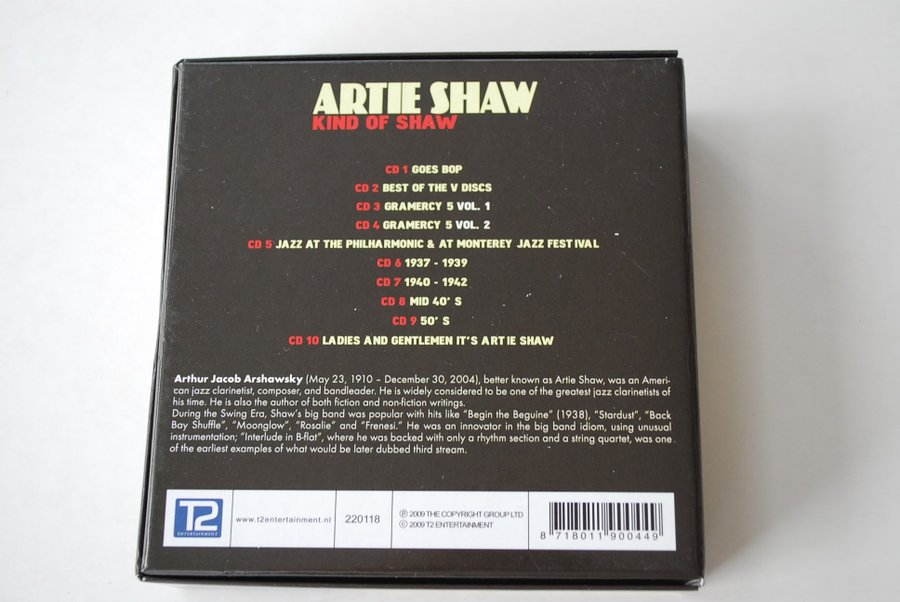 ARTIE SHAW
KIND OF SHAW
CD 1 GOES BOP
CD 2 BEST OF THE V DISCS
CD 3 GRAMERCY 5 VOL. 1
CD 4 GRAMERCY 5 VOL. 2
CD 5 JAZZ AT THE PHILHARMONIC & AT MONTEREY JAZZ FESTIVAL
CD 6 1937 - 1939
CD 7 1940 - 1942
CD 8 MID 40' S
CD 9 50' S
CD 10 LADIES AND GENTLEMEN IT'S ARTIE SHAW
Arthur Jacob Arshawsky (May 23, 1910 – December 30, 2004), better known as Artie Shaw, was an Ameri-
can jazz clarinetist, composer, and bandleader. He is widely considered to be one of the greatest jazz clarinetists of
his time. He is also the author of both fiction and non-fiction writings.
During the Swing Era, Shaw's big band was popular with hits like "Begin the Beguine" (1938), "Stardust", "Back
Bay Shuffle", "Moonglow", "Rosalie" and "Frenesi." He was an innovator in the big band idiom, using unusual
instrumentation; "Interlude in B-flat", where he was backed with only a rhythm section and a string quartet, was one
of the earliest examples of what would be later dubbed third stream.
T2
ENTERTAINMENT
www.t2entertainment.nl
220118
℗ 2009 THE COPYRIGHT GROUP LTD
© 2009 T2 ENTERTAINMENT
8 718011 900449